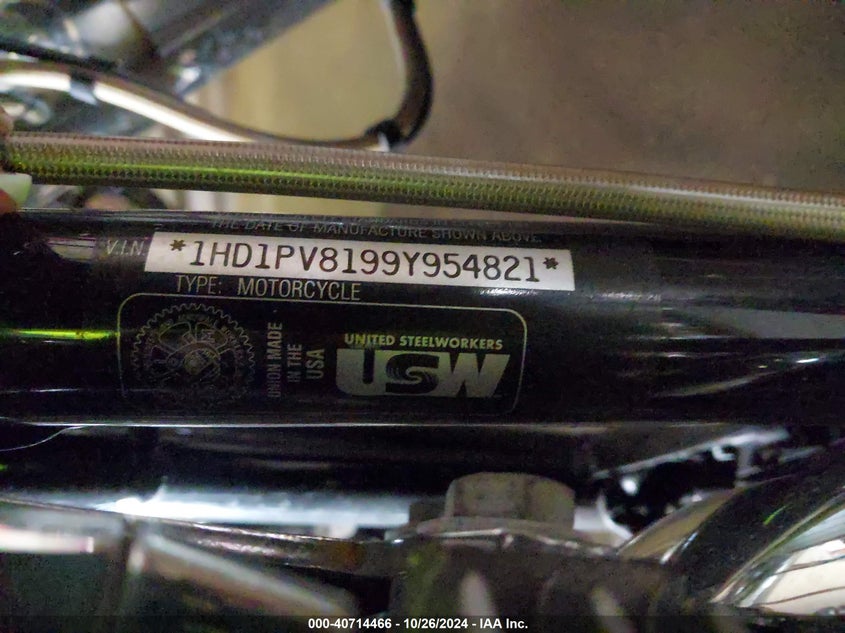 THE DATE OF MANUFACTURE SHOWN ABOVE.
V.I.N.
*1HD1PV8199Y954821*
TYPE: MOTORCYCLE
UNION MADE
IN THE
USA
UNITED STEELWORKERS
USW
000-40714466 - 10/26/2024 - IAA Inc.